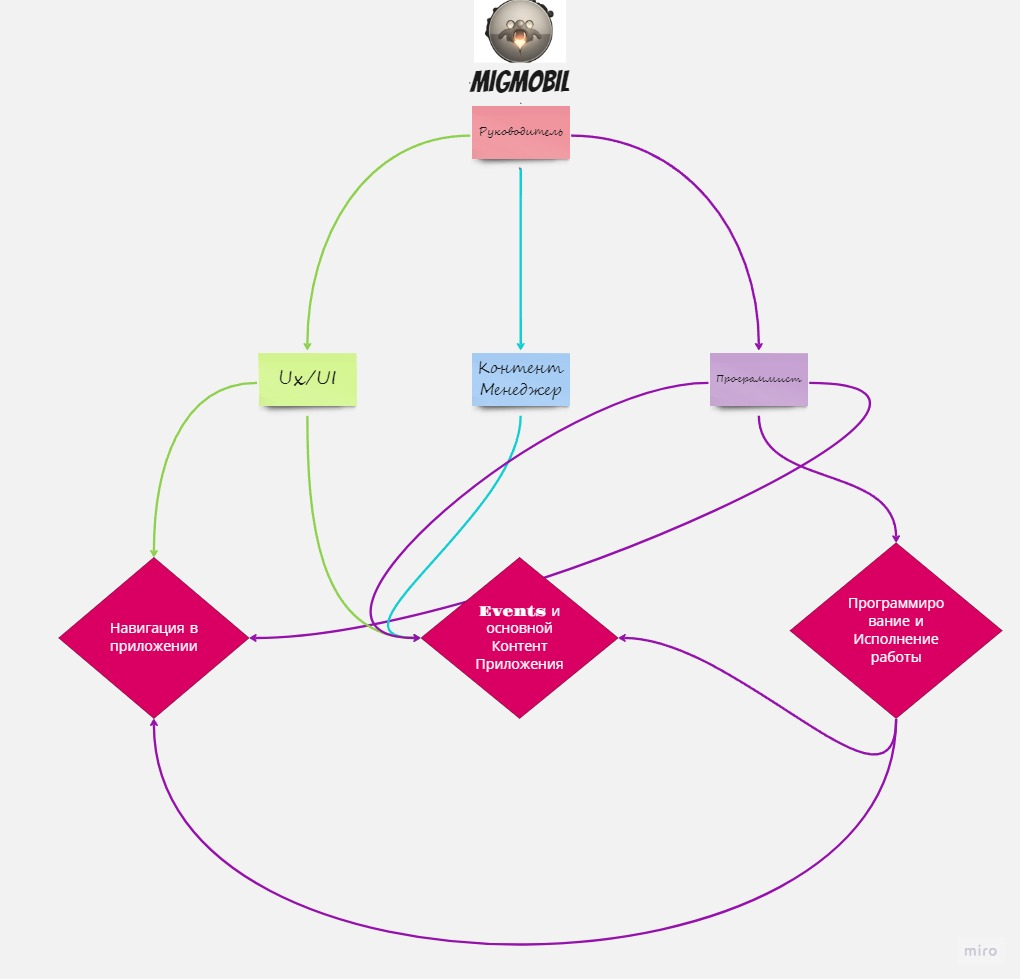 MIGMOBIL
Руководитель
Ux/UI
Контент
Менеджер
Программист
Навигация в
приложении
Events и
основной
Контент
Приложения
Программиро
вание и
Исполнение
работы
miro